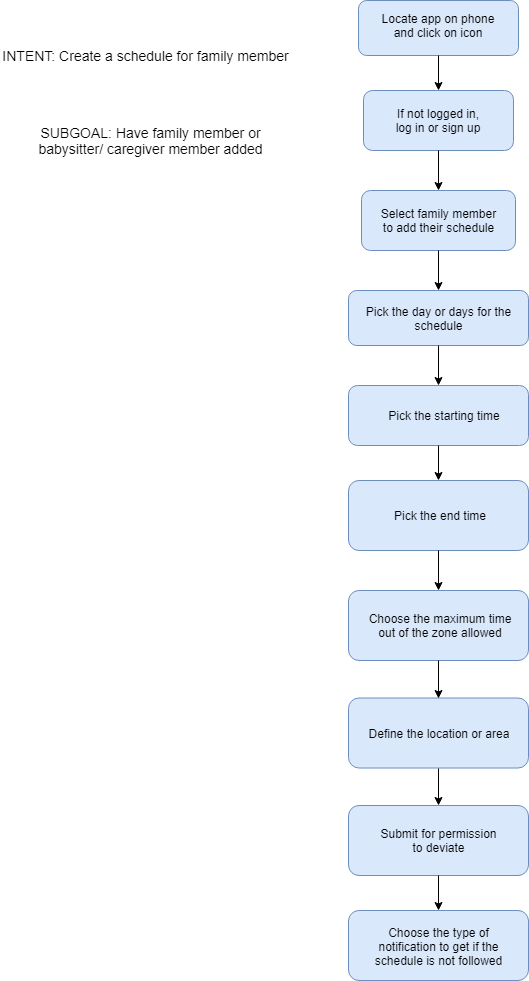 Locate app on phone
and click on icon
INTENT: Create a schedule for family member
If not logged in,
log in or sign up
SUBGOAL: Have family member or
babysitter/ caregiver member added
Select family member
to add their schedule
Pick the day or days for the
schedule
Pick the starting time
Pick the end time
Choose the maximum time
out of the zone allowed
Define the location or area
Submit for permission
to deviate
Choose the type of
notification to get if the
schedule is not followed